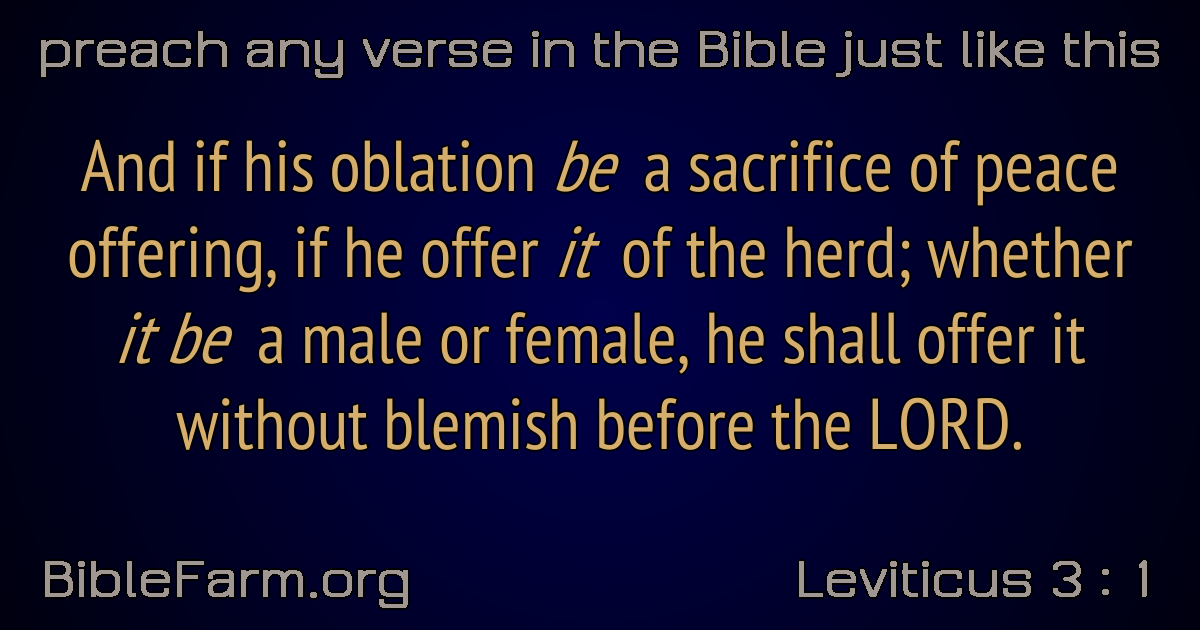 preach any verse in the Bible just like this
And if his oblation be a sacrifice of peace
offering, if he offer it of the herd; whether
it be a male or female, he shall offer it
without blemish before the LORD.
BibleFarm.org
Leviticus 3 : 1